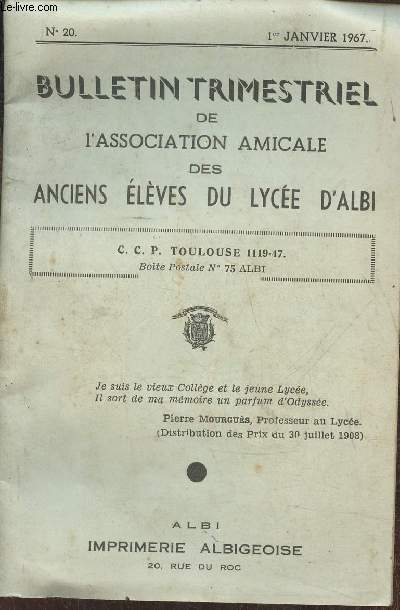 Le-livre.com
N° 20.
1er JANVIER 1967.
BULLETIN TRIMESTRIEL
DE
l'ASSOCIATION AMICALE
DES
ANCIENS ÉLÈVES DU LYCÉE D'ALBI
C. C. P. TOULOUSE 1149-47.
Boîte Postale N° 75 ALBI
Je suis le vieux Collège et le jeune Lycée,
Il sort de ma mémoire un parfum d'Odyssée.
Pierre MOURGUÈS, Professeur au Lycée.
(Distribution des Prix du 30 juillet 1908)
ALBI
IMPRIMERIE ALBIGEOISE
20, RUE DU ROC